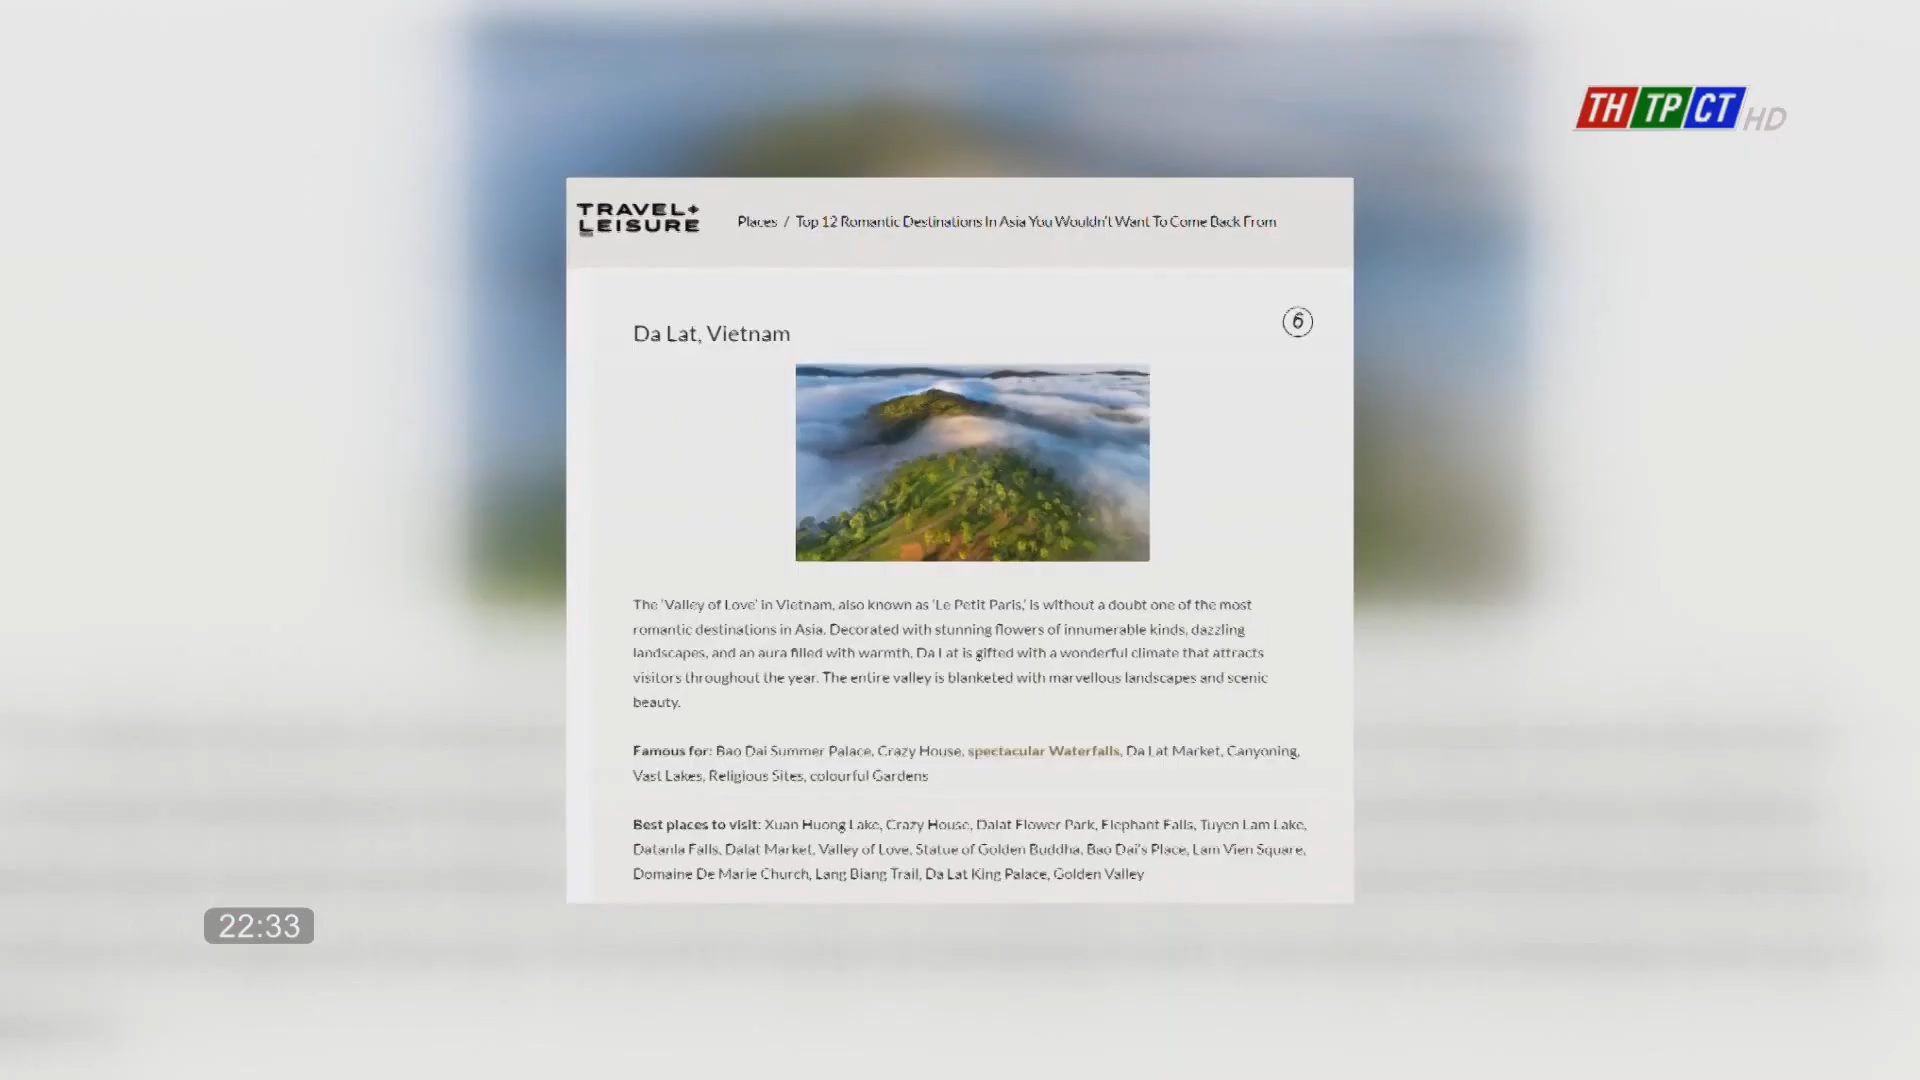 TH TP CT HD
TRAVEL+
LEISURE
Places / Top 12 Romantic Destinations In Asia You Wouldn't Want To Come Back From
6
Da Lat, Vietnam
The 'Valley of Love' in Vietnam, also known as 'Le Petit Paris,' is without a doubt one of the most
romantic destinations in Asia. Decorated with stunning flowers of innumerable kinds, dazzling
landscapes, and an aura filled with warmth, Da Lat is gifted with a wonderful climate that attracts
visitors throughout the year. The entire valley is blanketed with marvellous landscapes and scenic
beauty.
Famous for: Bao Dai Summer Palace, Crazy House, spectacular Waterfalls, Da Lat Market, Canyoning,
Vast Lakes, Religious Sites, colourful Gardens
Best places to visit: Xuan Huong Lake, Crazy House, Dalat Flower Park, Elephant Falls, Tuyen Lam Lake,
Datanla Falls, Dalat Market, Valley of Love, Statue of Golden Buddha, Bao Dai's Place, Lam Vien Square,
Domaine De Marie Church, Lang Biang Trail, Da Lat King Palace, Golden Valley
22:33